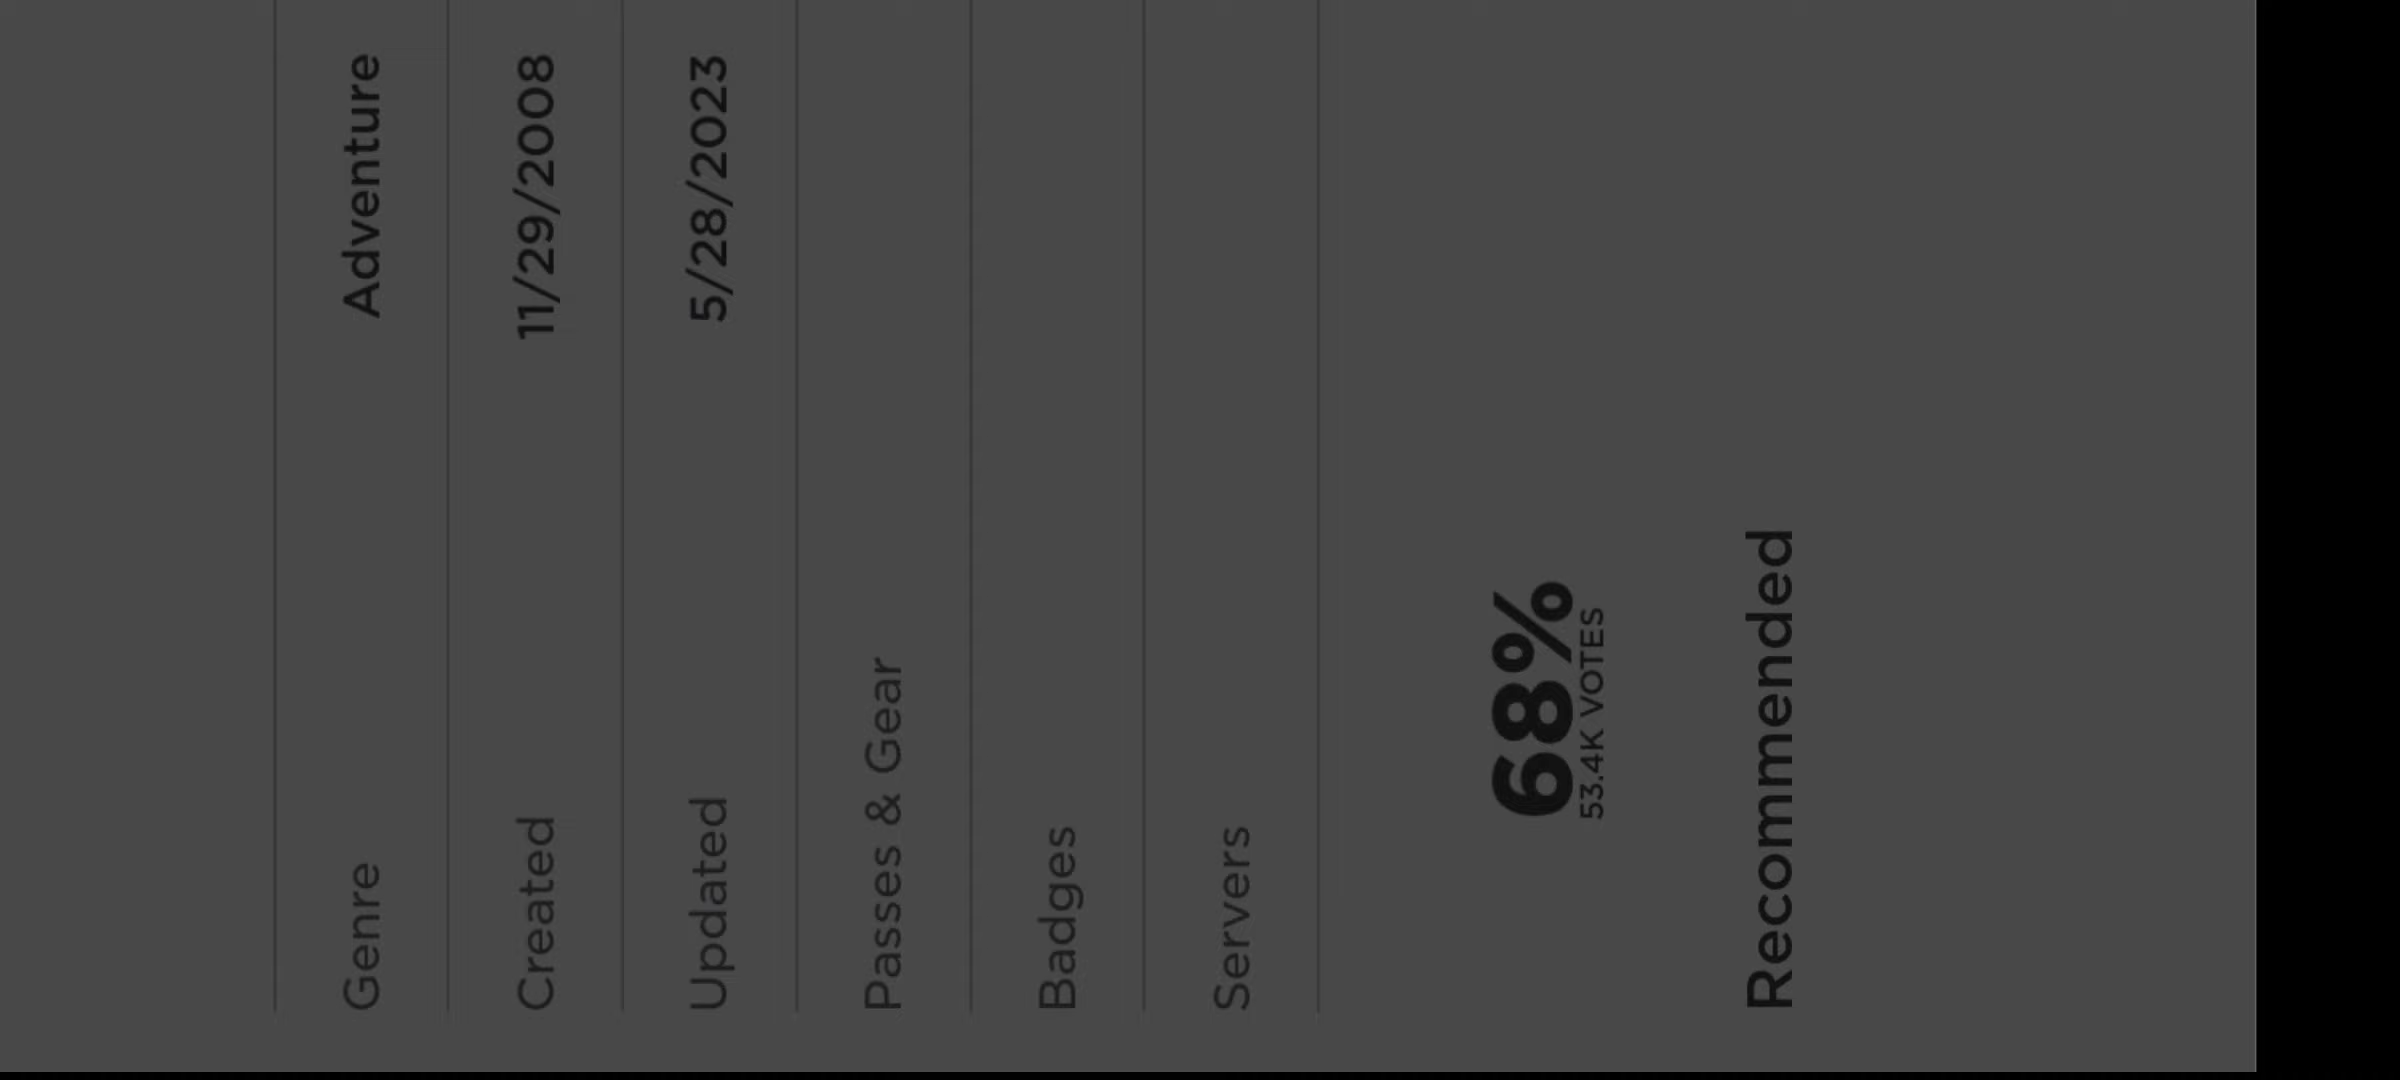 Genre Adventure
Created 11/29/2008
Updated 5/28/2023
Passes & Gear
Badges
Servers
68%
53.4K VOTES
Recommended